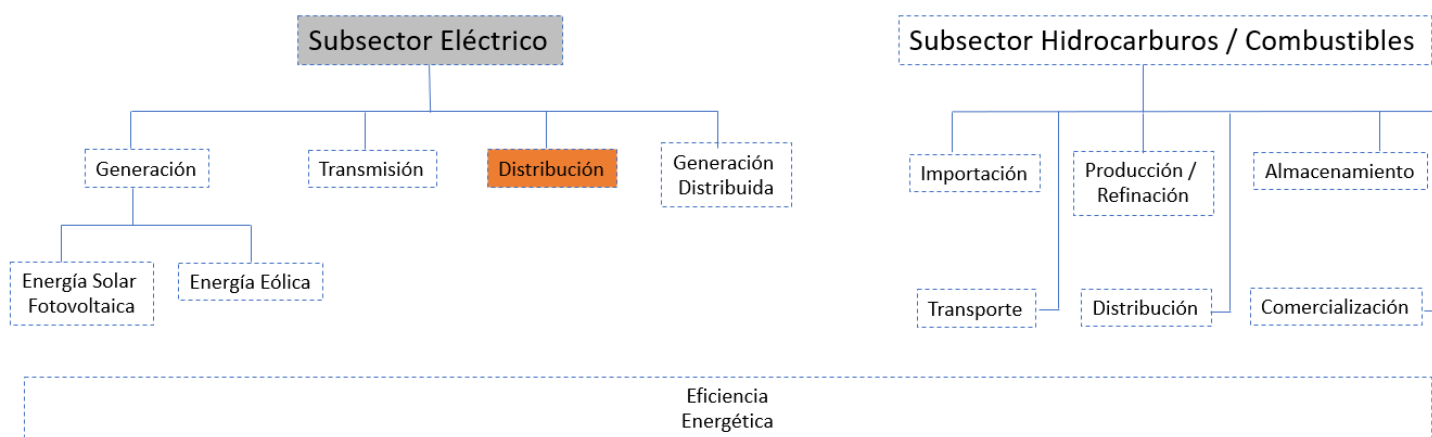 Subsector Eléctrico
Subsector Hidrocarburos / Combustibles
Generación
Transmisión
Distribución
Generación
Distribuida
Importación
Producción /
Refinación
Almacenamiento
Energía Solar
Fotovoltaica
Energía Eólica
Transporte
Distribución
Comercialización
Eficiencia
Energética